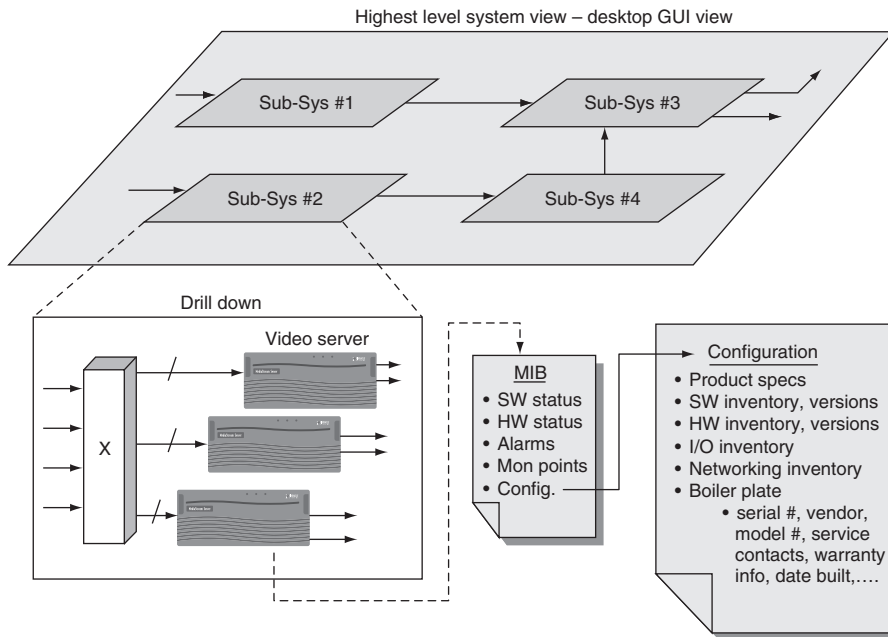 Highest level system view – desktop GUI view
Sub-Sys #1
Sub-Sys #3
Sub-Sys #2
Sub-Sys #4
Drill down
Video server
X
MIB
• SW status
• HW status
• Alarms
• Mon points
• Config.
Configuration
• Product specs
• SW inventory, versions
• HW inventory, versions
• I/O inventory
• Networking inventory
• Boiler plate
• serial #, vendor,
model #, service
contacts, warranty
info, date built,....